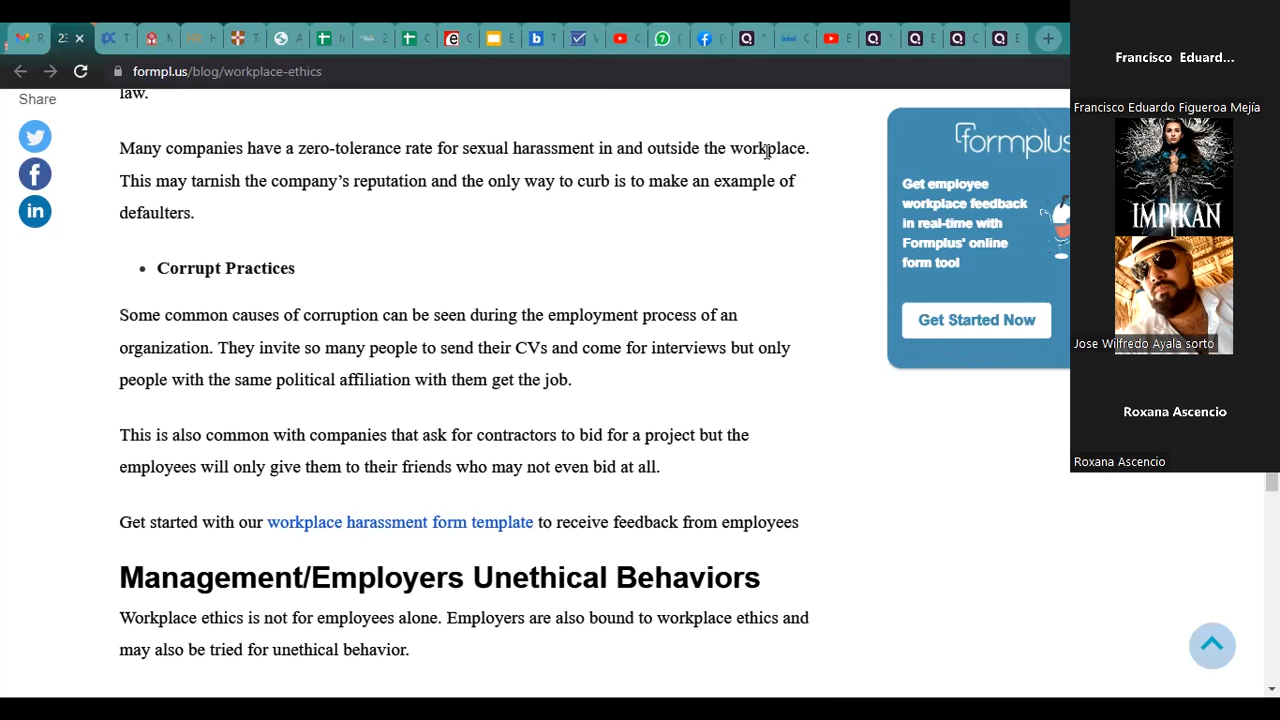 R
23
T
M
H
T
A
Ir
2
C
E
T
V
(
(
"
E
"
E
C
E
formpl.us/blog/workplace-ethics
Share
law.
Many companies have a zero-tolerance rate for sexual harassment in and outside the workplace.
This may tarnish the company's reputation and the only way to curb is to make an example of
defaulters.
• Corrupt Practices
Some common causes of corruption can be seen during the employment process of an
organization. They invite so many people to send their CVs and come for interviews but only
people with the same political affiliation with them get the job.
This is also common with companies that ask for contractors to bid for a project but the
employees will only give them to their friends who may not even bid at all.
Get started with our workplace harassment form template to receive feedback from employees
Management/Employers Unethical Behaviors
Workplace ethics is not for employees alone. Employers are also bound to workplace ethics and
may also be tried for unethical behavior.
formplus
Get employee
workplace feedback
in real-time with
Formplus' online
form tool
Get Started Now
Francisco Eduard...
Francisco Eduardo Figueroa Mejía
IMPIKAN
Jose Wilfredo Ayala sorto
Roxana Ascencio
Roxana Ascencio